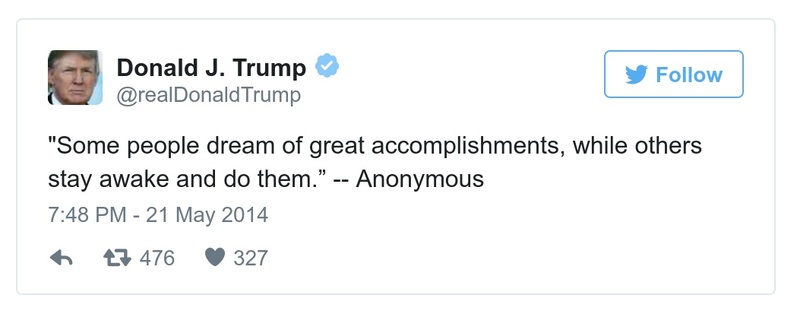 Donald J. Trump
@realDonaldTrump
Follow
"Some people dream of great accomplishments, while others
stay awake and do them.” -- Anonymous
7:48 PM - 21 May 2014
476 327